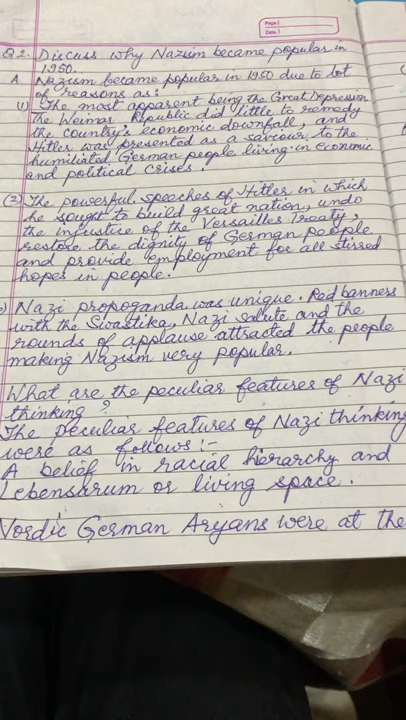 Page:
Date:
Q 2. Discuss why Nazism became popular in
1950.
A Nazism became popular in 1950 due to lot
of reasons as:
(1) The most apparent being the Great Depression
The Weimar Republic did little to remedy
the country's economic downfall, and
Hitler was presented as a saviour to the
humiliated German people living in economic
and political crises.
(2) The powerful speeches of Hitler in which
he sought to build great nation, undo
the injustice of the Versailles Treaty,
restore the dignity of German people
and provide employment for all stirred
hopes in people.
Nazi propoganda was unique. Red banners
with the Swastika, Nazi salute and the
rounds of applause attracted the people
making Nazism very popular.
What are the peculiar features of Nazi
thinking?
The peculiar features of Nazi thinking
were as follows:-
A belief in racial hierarchy and
Lebenskrum or living space.
Nordic German Aryans were at the